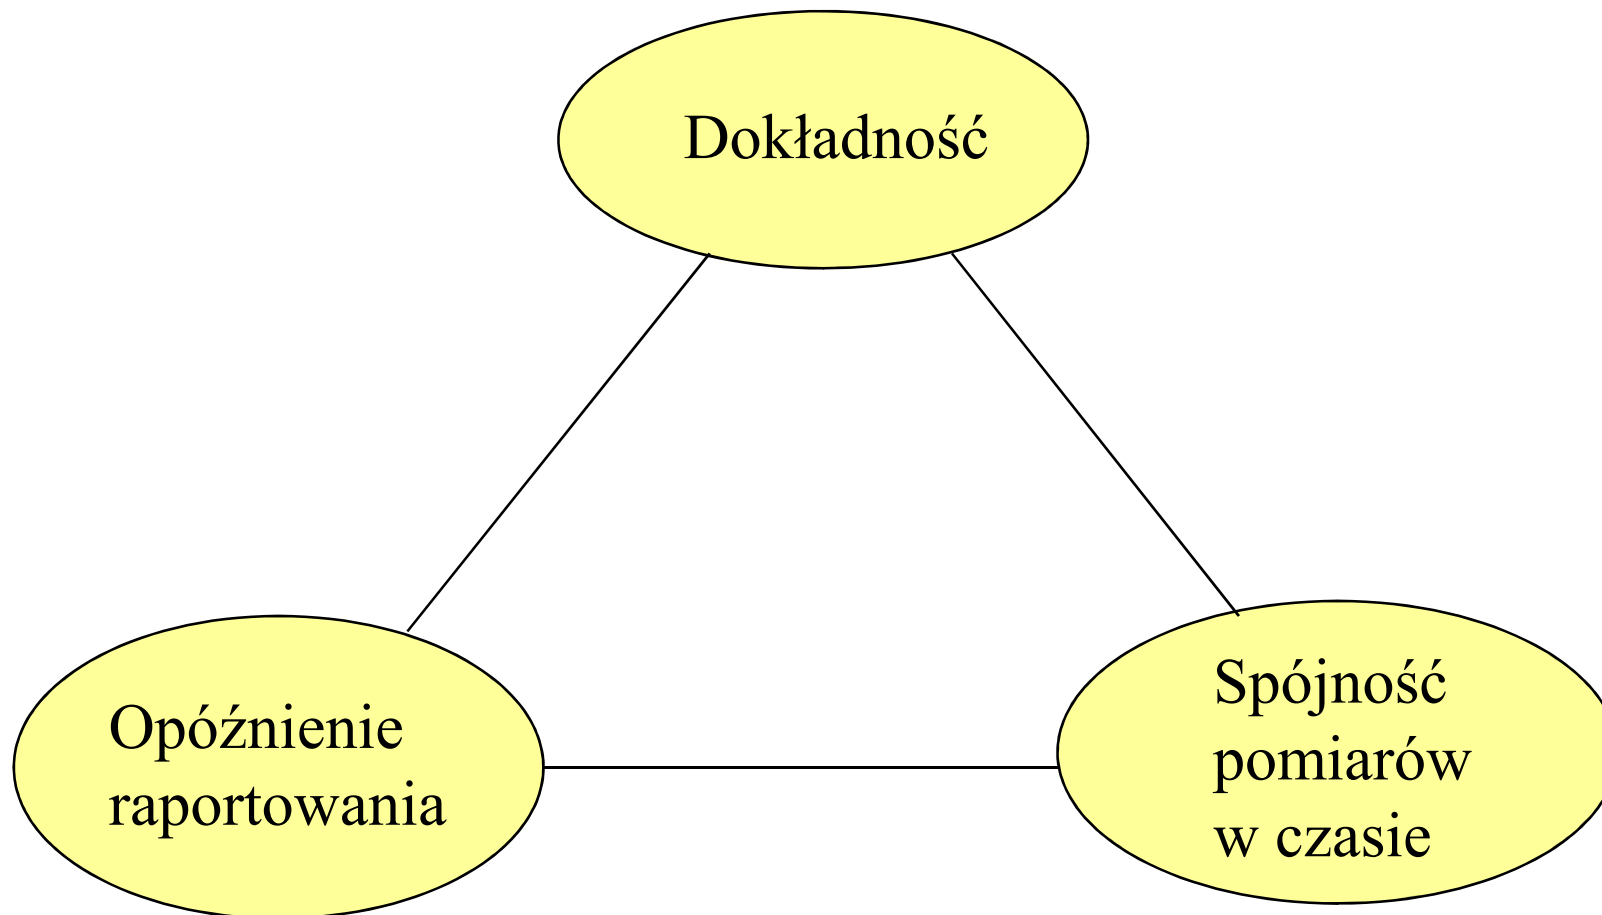 Dokładność
Opóźnienie
raportowania
Spójność
pomiarów
w czasie